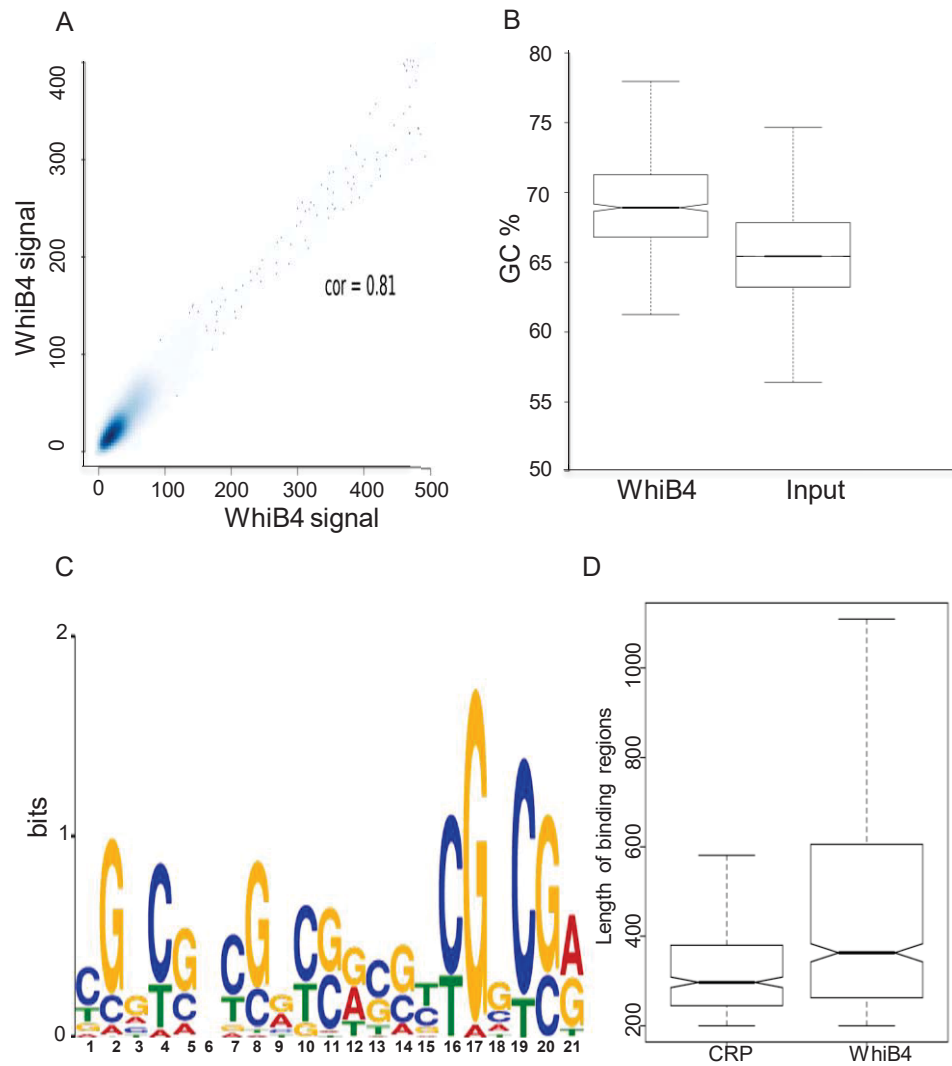 A
WhiB4 signal
400
300
200
100
0
cor = 0.81
0 100 200 300 400 500
WhiB4 signal
B
GC %
80
75
70
65
60
55
50
WhiB4 Input
C
bits
2
1
0
1 2 3 4 5 6 7 8 9 10 11 12 13 14 15 16 17 18 19 20 21
D
Length of binding regions
1000
800
600
400
200
CRP WhiB4